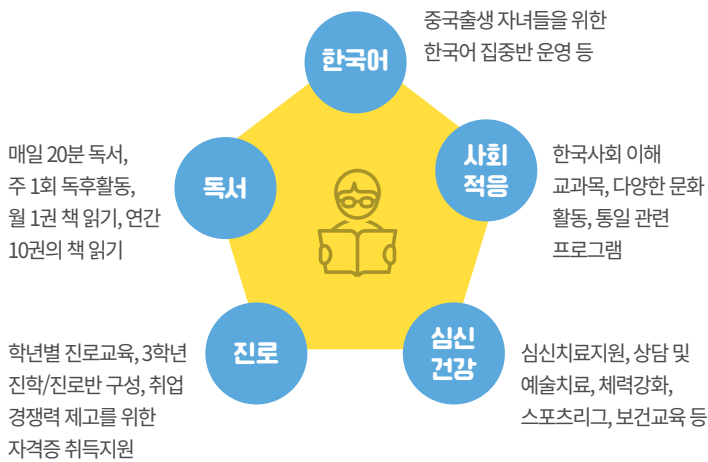 한국어
중국출생 자녀들을 위한
한국어 집중반 운영 등
사회
적응
한국사회 이해
교과목, 다양한 문화
활동, 통일 관련
프로그램
심신
건강
심신치료지원, 상담 및
예술치료, 체력강화,
스포츠리그, 보건교육 등
진로
학년별 진로교육, 3학년
진학/진로반 구성, 취업
경쟁력 제고를 위한
자격증 취득지원
독서
매일 20분 독서,
주 1회 독후활동,
월 1권 책 읽기, 연간
10권의 책 읽기